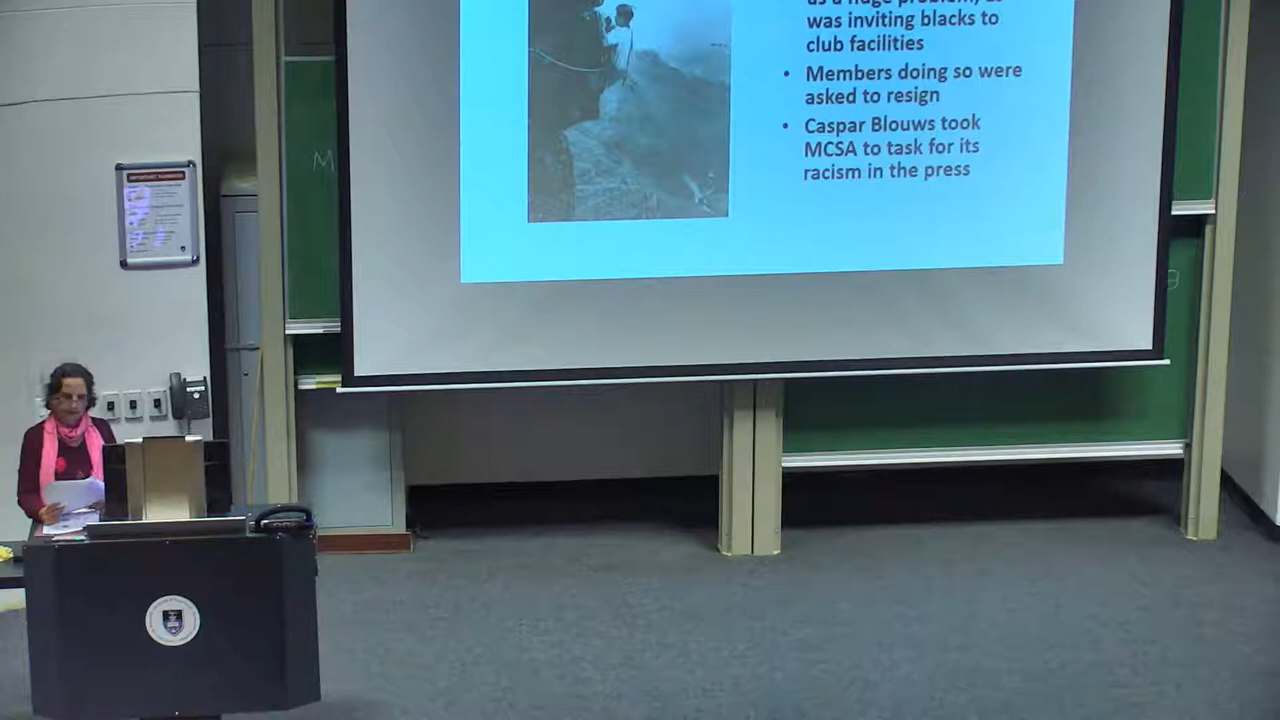 was inviting blacks to
club facilities
• Members doing so were
asked to resign
• Caspar Blouws took
MCSA to task for its
racism in the press
M